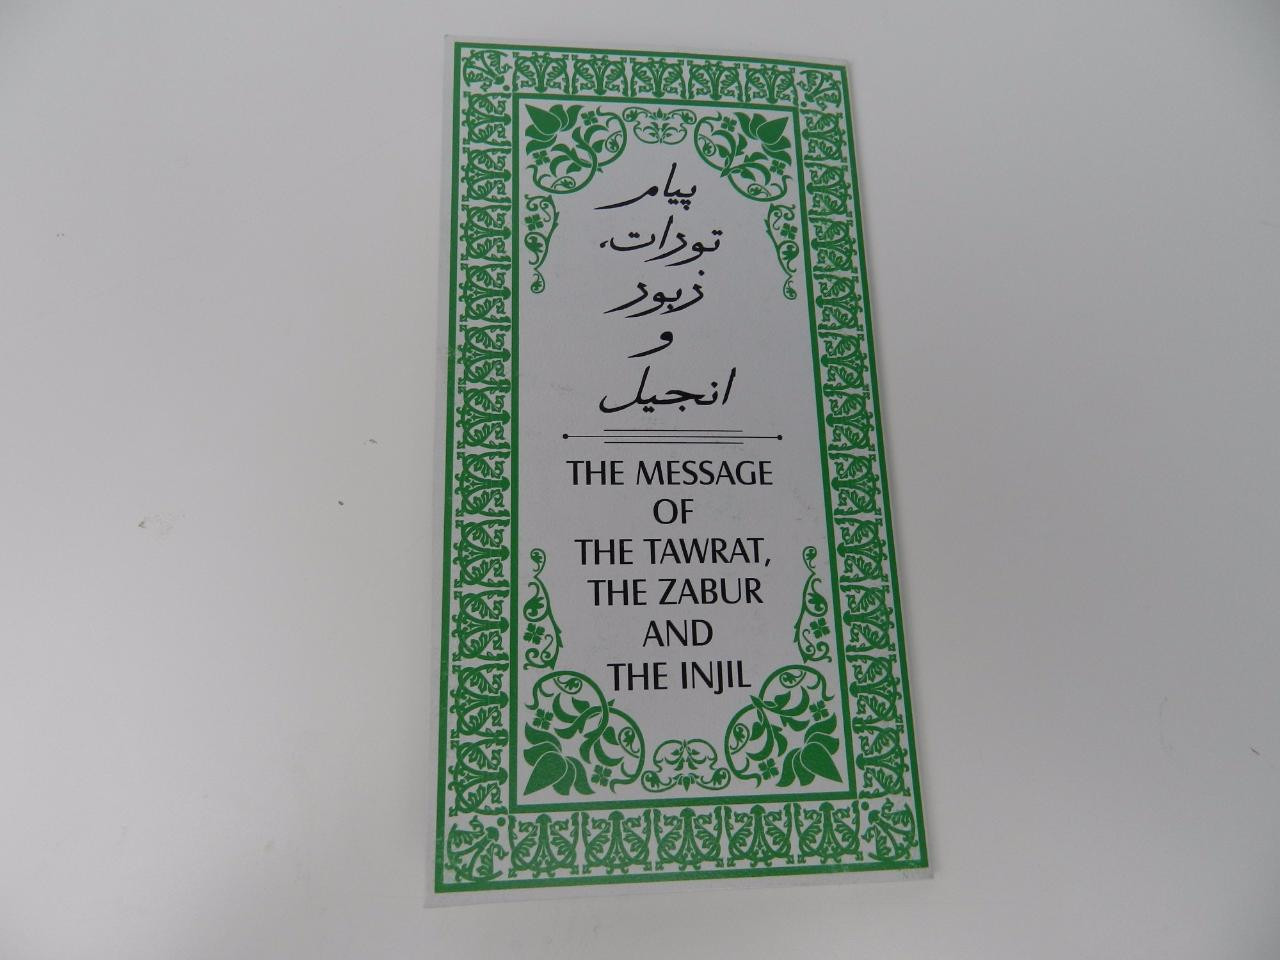 پیام
تورات،
زبور
و
انجیل
THE MESSAGE
OF
THE TAWRAT,
THE ZABUR
AND
THE INJIL